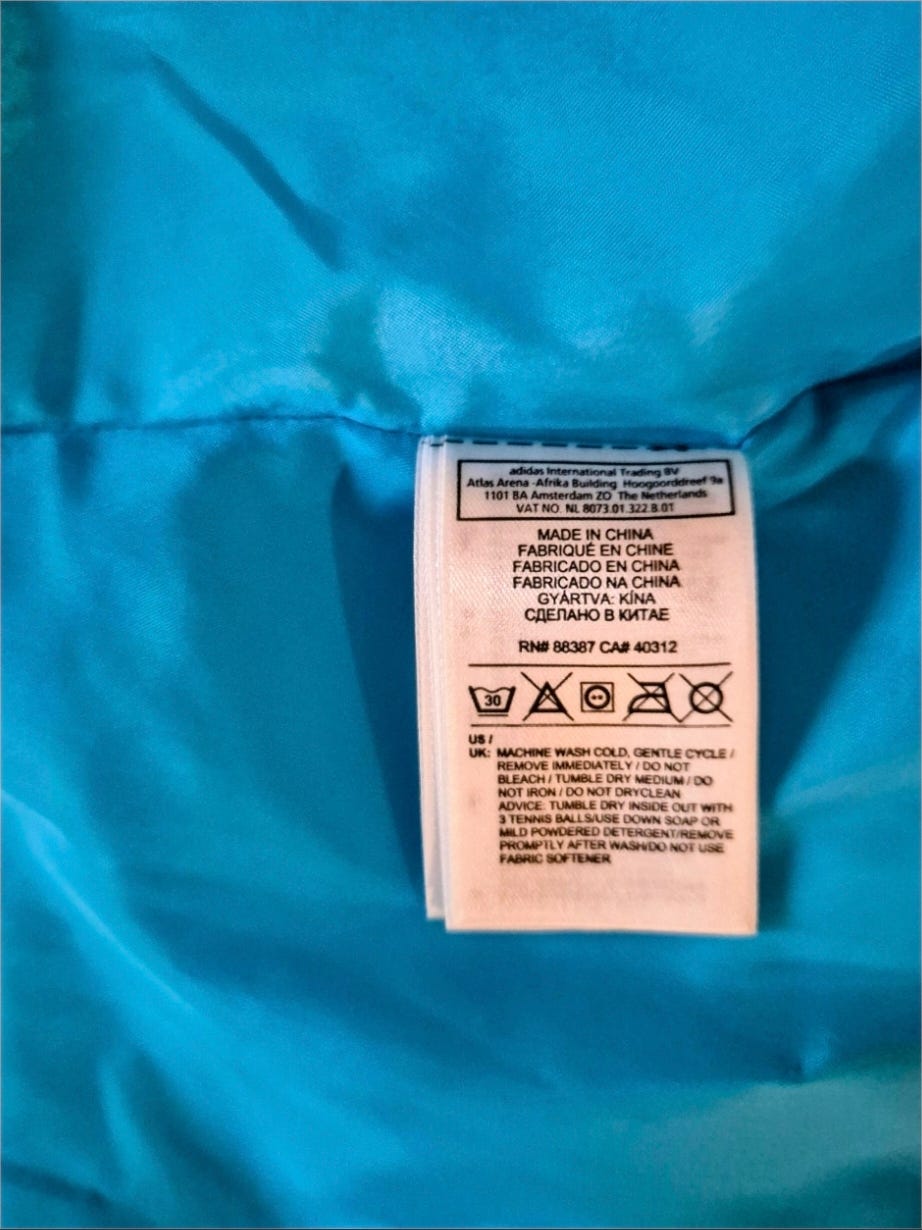 adidas International Trading BV
Atlas Arena -Afrika Building Hoogoorddreef 9a
1101 BA Amsterdam ZO The Netherlands
VAT NO. NL 8073.01.322.B.01
MADE IN CHINA
FABRIQUÉ EN CHINE
FABRICADO EN CHINA
FABRICADO NA CHINA
GYÁRTVA: KÍNA
СДЕЛАНО В КИТАЕ
RN# 88387 CA# 40312
30
US /
UK: MACHINE WASH COLD, GENTLE CYCLE /
REMOVE IMMEDIATELY / DO NOT
BLEACH / TUMBLE DRY MEDIUM / DO
NOT IRON / DO NOT DRYCLEAN
ADVICE: TUMBLE DRY INSIDE OUT WITH
3 TENNIS BALLS/USE DOWN SOAP OR
MILD POWDERED DETERGENT/REMOVE
PROMPTLY AFTER WASH/DO NOT USE
FABRIC SOFTENER